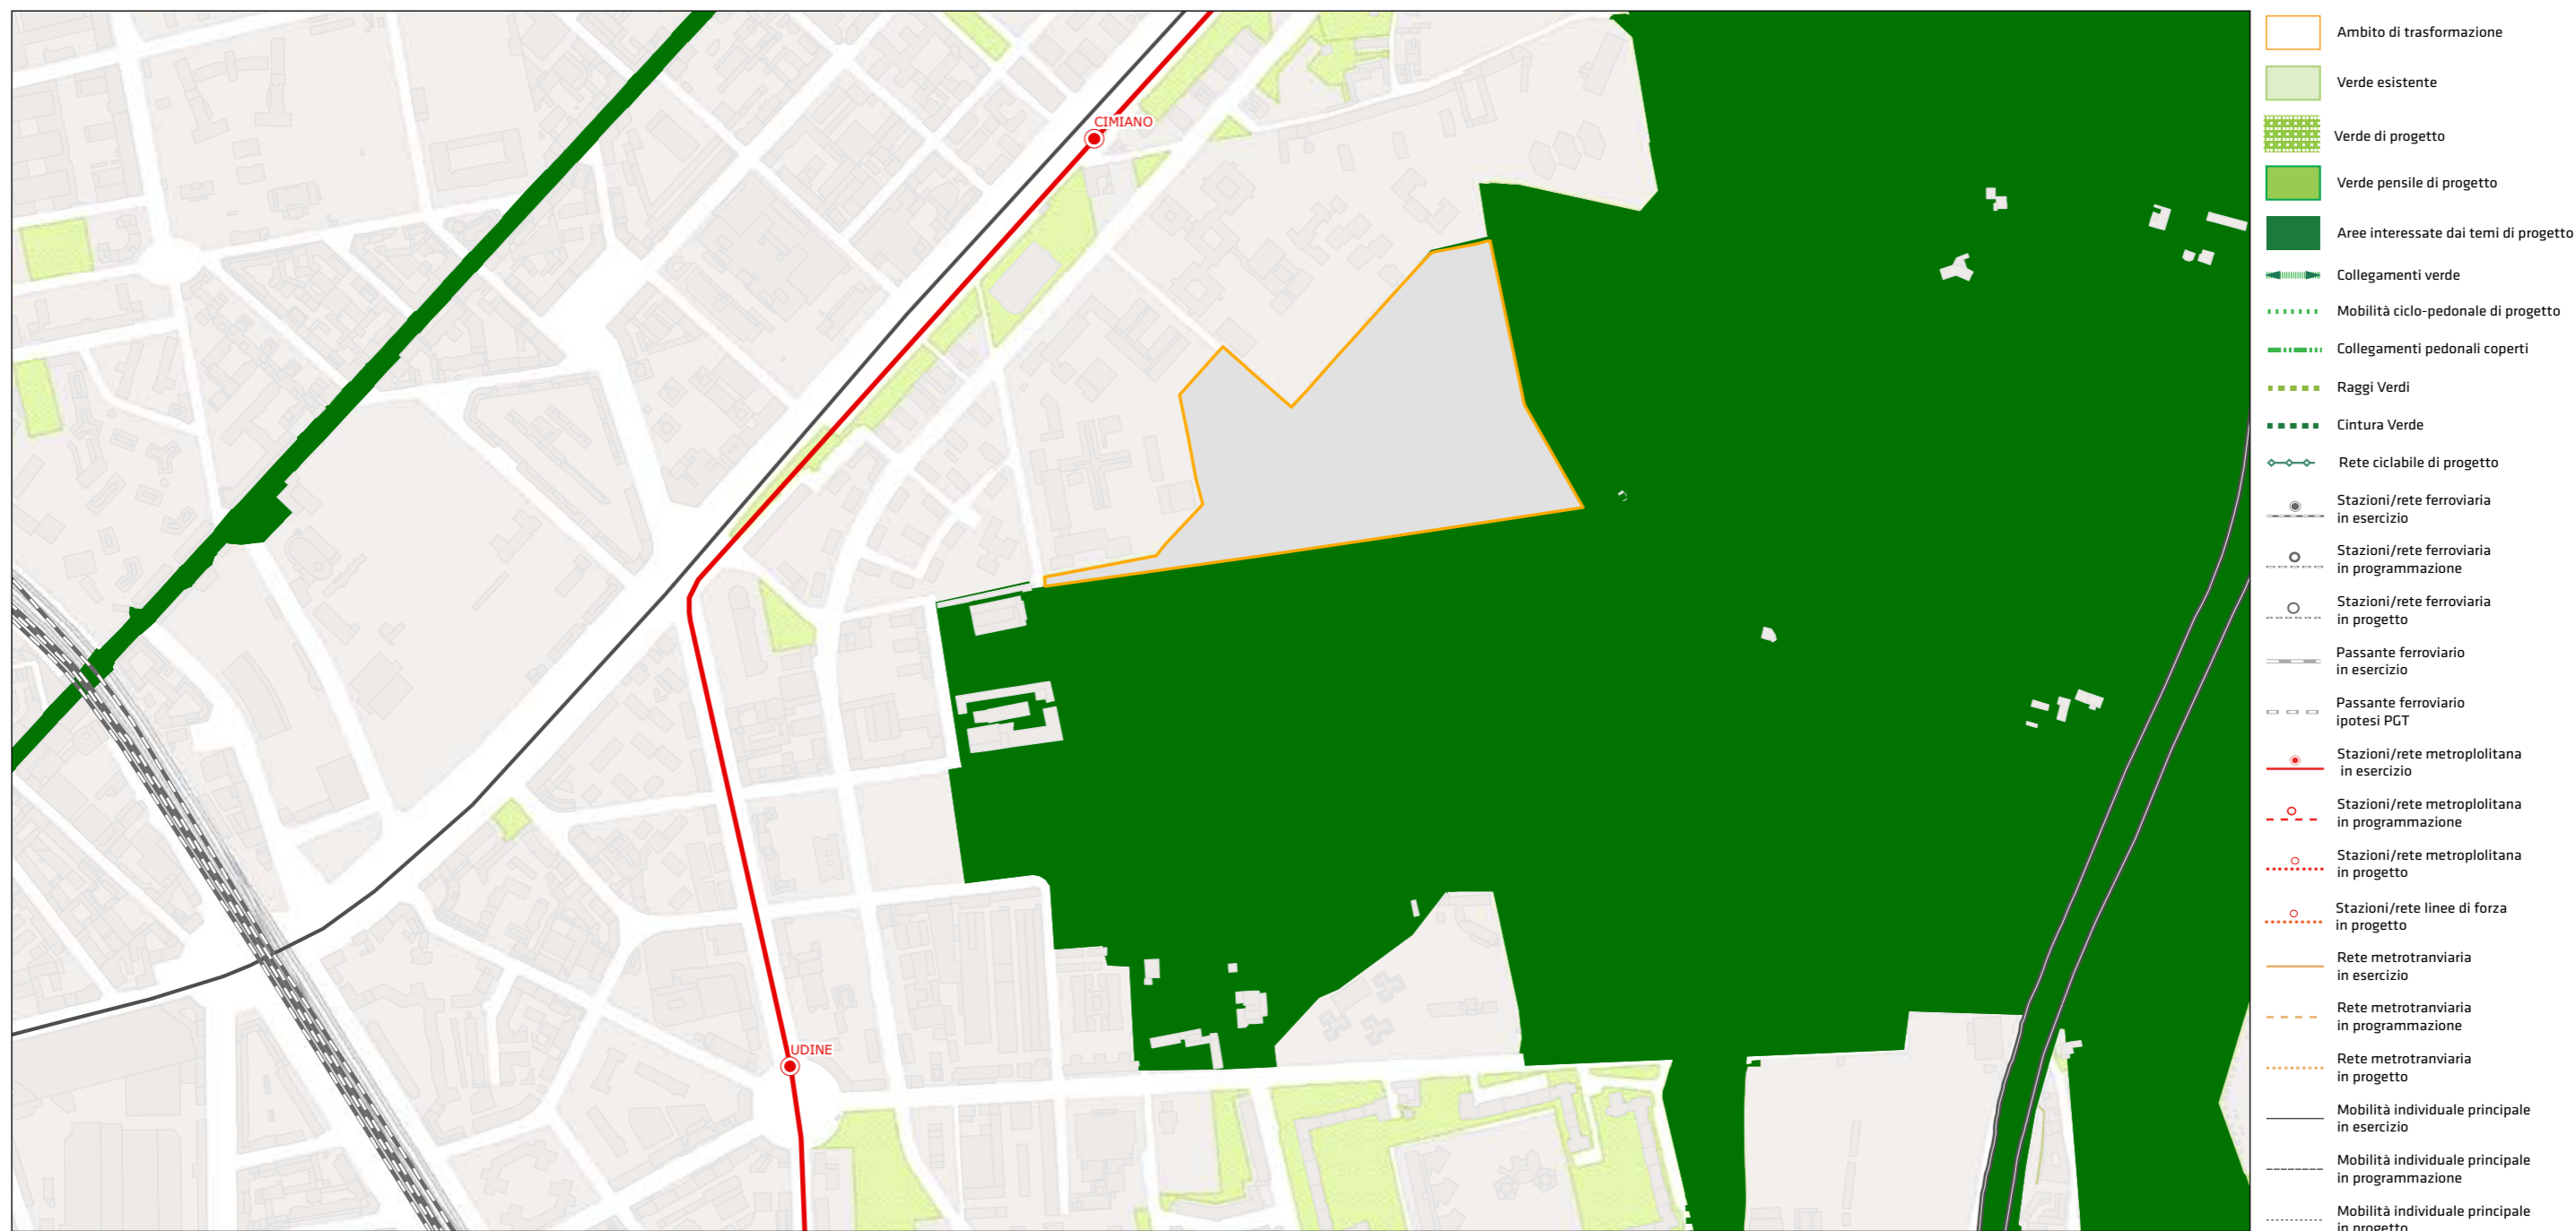 CIMIANO
UDINE
Ambito di trasformazione
Verde esistente
Verde di progetto
Verde pensile di progetto
Aree interessate dai temi di progetto
Collegamenti verde
Mobilità ciclo-pedonale di progetto
Collegamenti pedonali coperti
Raggi Verdi
Cintura Verde
Rete ciclabile di progetto
Stazioni/rete ferroviaria
in esercizio
Stazioni/rete ferroviaria
in programmazione
Stazioni/rete ferroviaria
in progetto
Passante ferroviario
in esercizio
Passante ferroviario
ipotesi PGT
Stazioni/rete metroplolitana
in esercizio
Stazioni/rete metroplolitana
in programmazione
Stazioni/rete metroplolitana
in progetto
Stazioni/rete linee di forza
in progetto
Rete metrotranviaria
in esercizio
Rete metrotranviaria
in programmazione
Rete metrotranviaria
in progetto
Mobilità individuale principale
in esercizio
Mobilità individuale principale
in programmazione
Mobilità individuale principale
in progetto